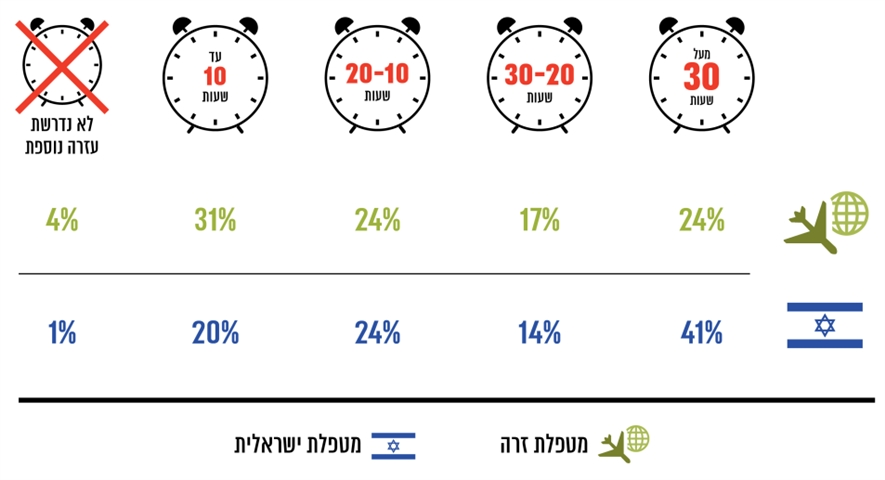 מעל
30
שעות
30-20
שעות
20-10
שעות
עד
10
שעות
לא נדרשת
עזרה נוספת
24% 17% 24% 31% 4%
41% 14% 24% 20% 1%
מטפלת זרה
מטפלת ישראלית